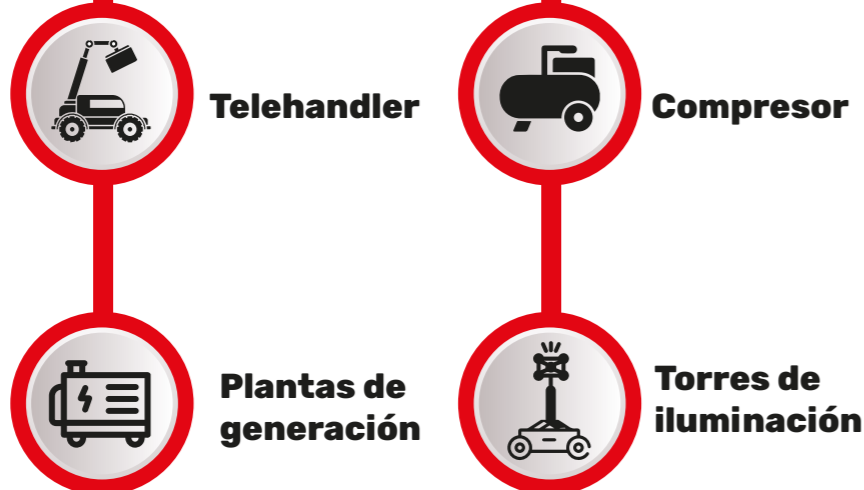 Telehandler
Compresor
Plantas de
generación
Torres de
iluminación